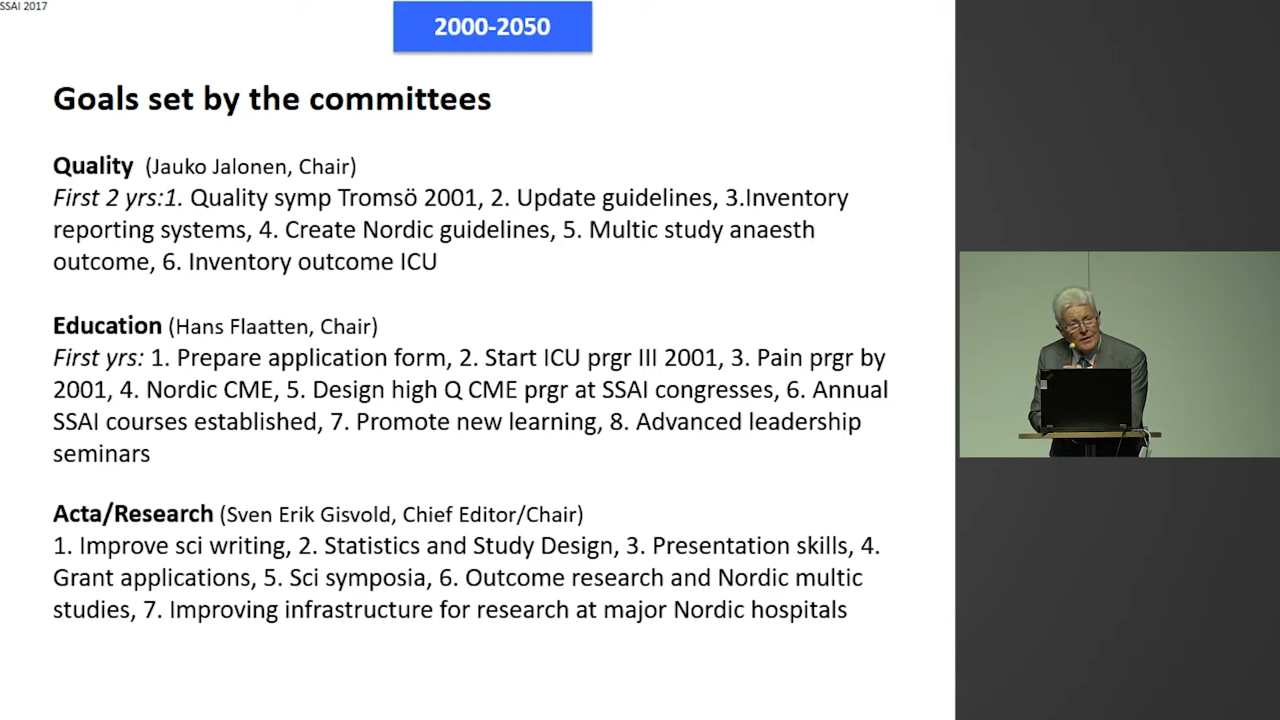 SSAI 2017
2000-2050
Goals set by the committees
Quality (Jauko Jalonen, Chair)
First 2 yrs:1. Quality symp Tromsö 2001, 2. Update guidelines, 3.Inventory
reporting systems, 4. Create Nordic guidelines, 5. Multic study anaesth
outcome, 6. Inventory outcome ICU
Education (Hans Flaatten, Chair)
First yrs: 1. Prepare application form, 2. Start ICU prgr III 2001, 3. Pain prgr by
2001, 4. Nordic CME, 5. Design high Q CME prgr at SSAI congresses, 6. Annual
SSAI courses established, 7. Promote new learning, 8. Advanced leadership
seminars
Acta/Research (Sven Erik Gisvold, Chief Editor/Chair)
1. Improve sci writing, 2. Statistics and Study Design, 3. Presentation skills, 4.
Grant applications, 5. Sci symposia, 6. Outcome research and Nordic multic
studies, 7. Improving infrastructure for research at major Nordic hospitals